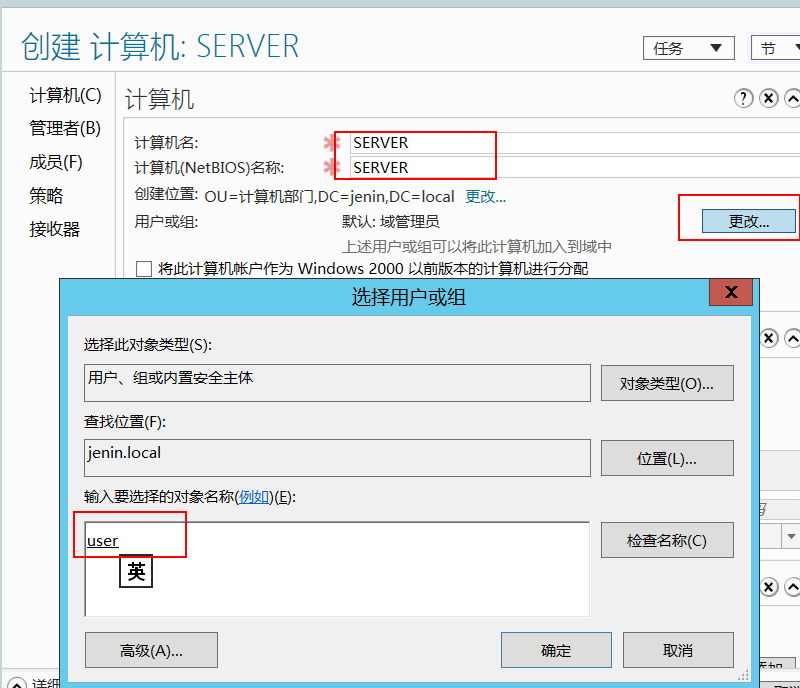 创建 计算机: SERVER
任务 节
计算机(C)
管理者(B)
成员(F)
策略
接收器
计算机
计算机名: SERVER
计算机(NetBIOS)名称: SERVER
创建位置: OU=计算机部门,DC=jenin,DC=local 更改...
用户或组: 默认: 域管理员 更改...
上述用户或组可以将此计算机加入到域中
将此计算机帐户作为 Windows 2000 以前版本的计算机进行分配
选择用户或组
选择此对象类型(S):
用户、组或内置安全主体 对象类型(O)...
查找位置(F):
jenin.local 位置(L)...
输入要选择的对象名称(例如)(E):
user 检查名称(C)
英
高级(A)... 确定 取消
详细